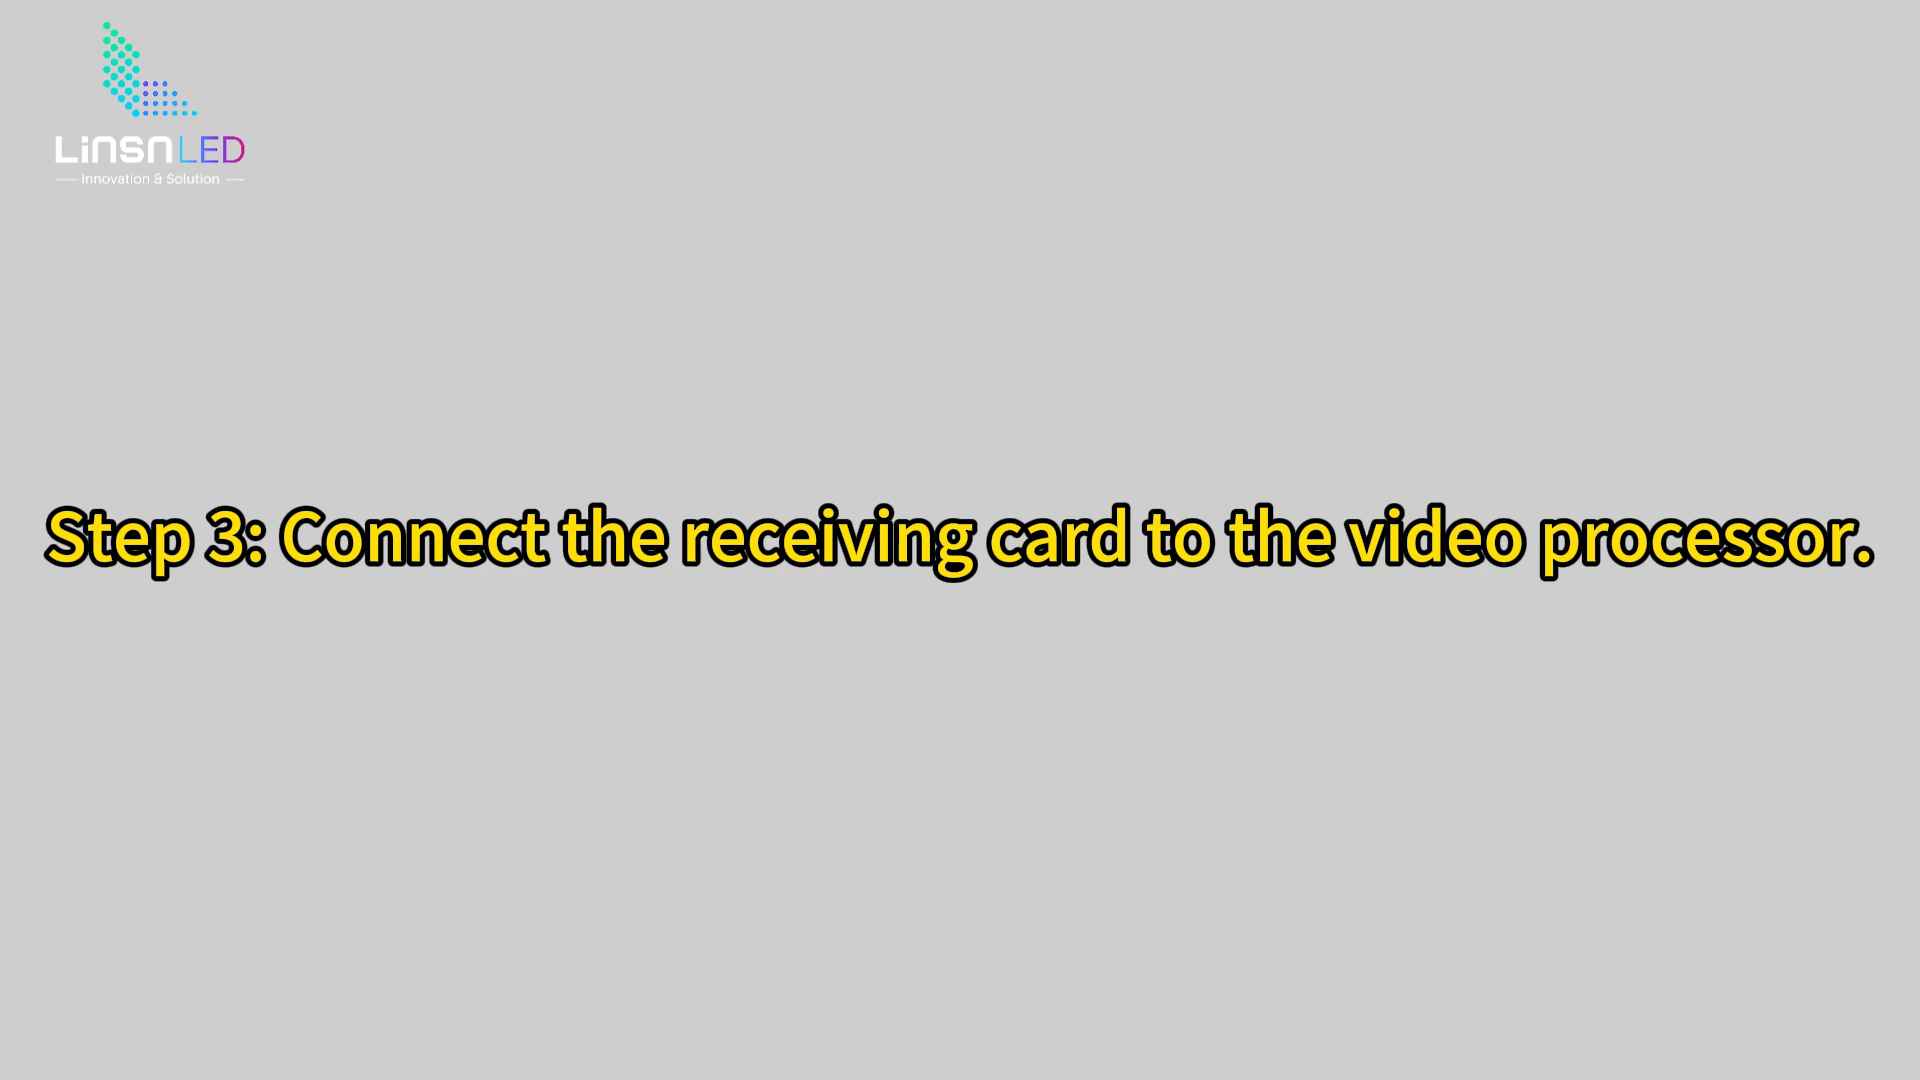 LINSN LED
Innovation & Solution
Step 3: Connect the receiving card to the video processor.